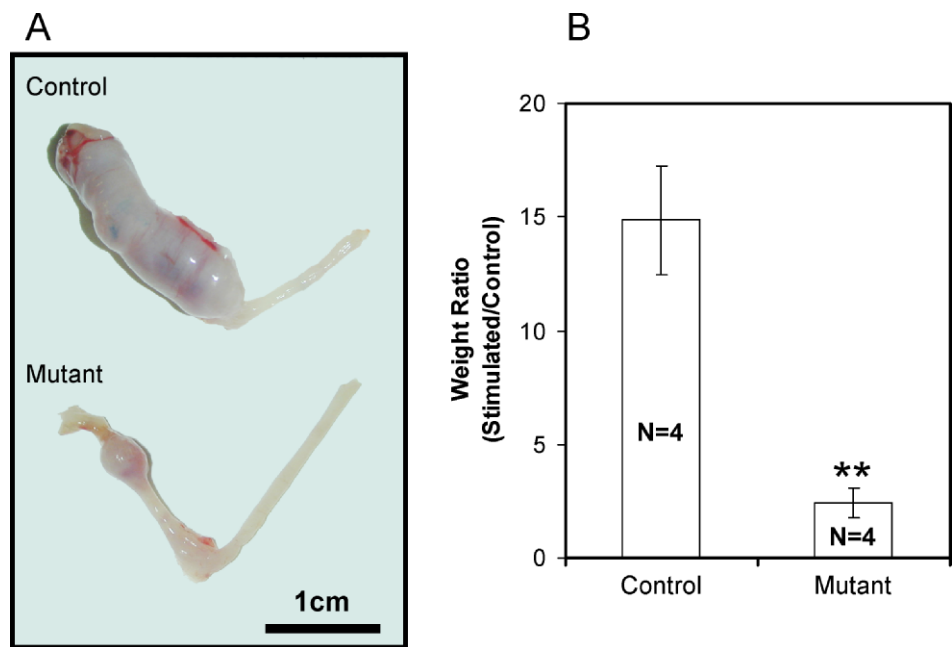 A
Control
Mutant
1cm
B
20
15
10
5
0
Weight Ratio
(Stimulated/Control)
N=4
**
N=4
Control
Mutant